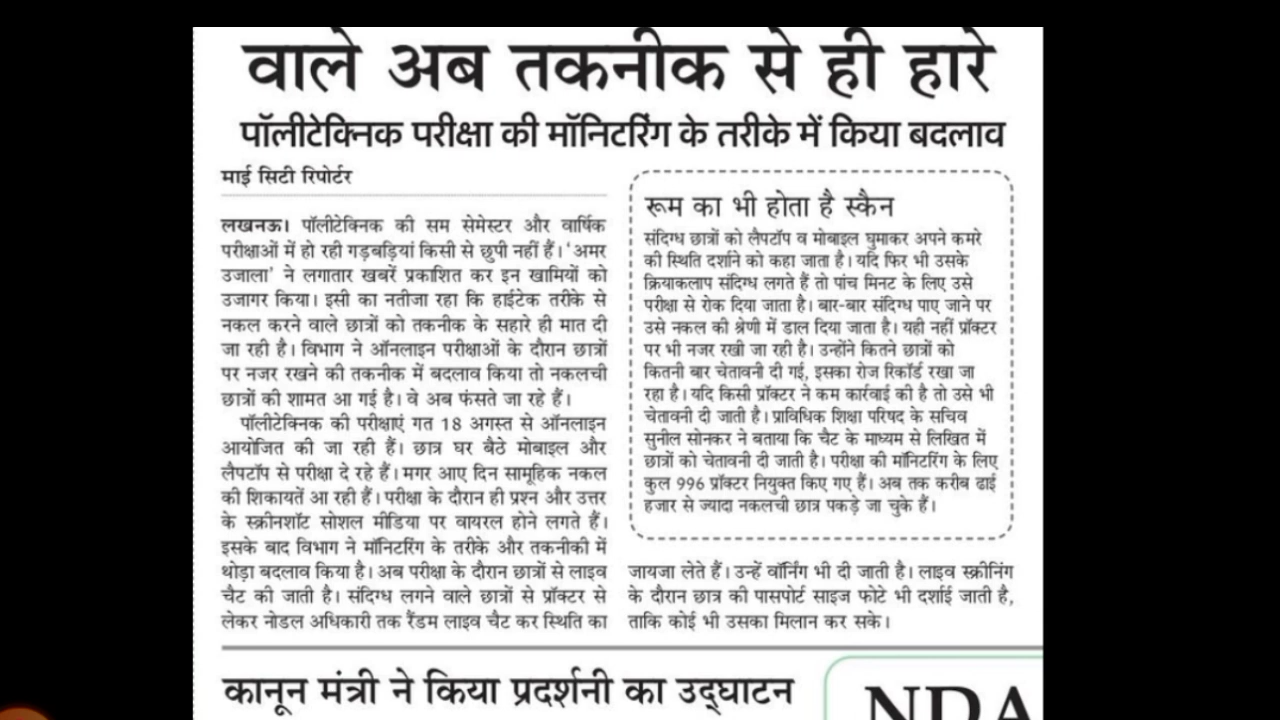 वाले अब तकनीक से ही हारे
पॉलीटेक्निक परीक्षा की मॉनिटरिंग के तरीके में किया बदलाव
माई सिटी रिपोर्टर
लखनऊ। पॉलीटेक्निक की सम सेमेस्टर और वार्षिक
परीक्षाओं में हो रही गड़बड़ियां किसी से छुपी नहीं हैं। 'अमर
उजाला' ने लगातार खबरें प्रकाशित कर इन खामियों को
उजागर किया। इसी का नतीजा रहा कि हाईटेक तरीके से
नकल करने वाले छात्रों को तकनीक के सहारे ही मात दी
जा रही है। विभाग ने ऑनलाइन परीक्षाओं के दौरान छात्रों
पर नजर रखने की तकनीक में बदलाव किया तो नकलची
छात्रों की शामत आ गई है। वे अब फंसते जा रहे हैं।
पॉलीटेक्निक की परीक्षाएं गत 18 अगस्त से ऑनलाइन
आयोजित की जा रही हैं। छात्र घर बैठे मोबाइल और
लैपटॉप से परीक्षा दे रहे हैं। मगर आए दिन सामूहिक नकल
की शिकायतें आ रही हैं। परीक्षा के दौरान ही प्रश्न और उत्तर
के स्क्रीनशॉट सोशल मीडिया पर वायरल होने लगते हैं।
इसके बाद विभाग ने मॉनिटरिंग के तरीके और तकनीकी में
थोड़ा बदलाव किया है। अब परीक्षा के दौरान छात्रों से लाइव
चैट की जाती है। संदिग्ध लगने वाले छात्रों से प्रॉक्टर से
लेकर नोडल अधिकारी तक रैंडम लाइव चैट कर स्थिति का
रूम का भी होता है स्कैन
संदिग्ध छात्रों को लैपटॉप व मोबाइल घुमाकर अपने कमरे
की स्थिति दर्शाने को कहा जाता है। यदि फिर भी उसके
क्रियाकलाप संदिग्ध लगते हैं तो पांच मिनट के लिए उसे
परीक्षा से रोक दिया जाता है। बार-बार संदिग्ध पाए जाने पर
उसे नकल की श्रेणी में डाल दिया जाता है। यही नहीं प्रॉक्टर
पर भी नजर रखी जा रही है। उन्होंने कितने छात्रों को
कितनी बार चेतावनी दी गई, इसका रोज रिकॉर्ड रखा जा
रहा है। यदि किसी प्रॉक्टर ने कम कार्रवाई की है तो उसे भी
चेतावनी दी जाती है। प्राविधिक शिक्षा परिषद के सचिव
सुनील सोनकर ने बताया कि चैट के माध्यम से लिखित में
छात्रों को चेतावनी दी जाती है। परीक्षा की मॉनिटरिंग के लिए
कुल 996 प्रॉक्टर नियुक्त किए गए हैं। अब तक करीब ढाई
हजार से ज्यादा नकलची छात्र पकड़े जा चुके हैं।
जायजा लेते हैं। उन्हें वॉर्निंग भी दी जाती है। लाइव स्क्रीनिंग
के दौरान छात्र की पासपोर्ट साइज फोटे भी दर्शाई जाती है,
ताकि कोई भी उसका मिलान कर सके।
कानून मंत्री ने किया प्रदर्शनी का उद्घाटन
NDA